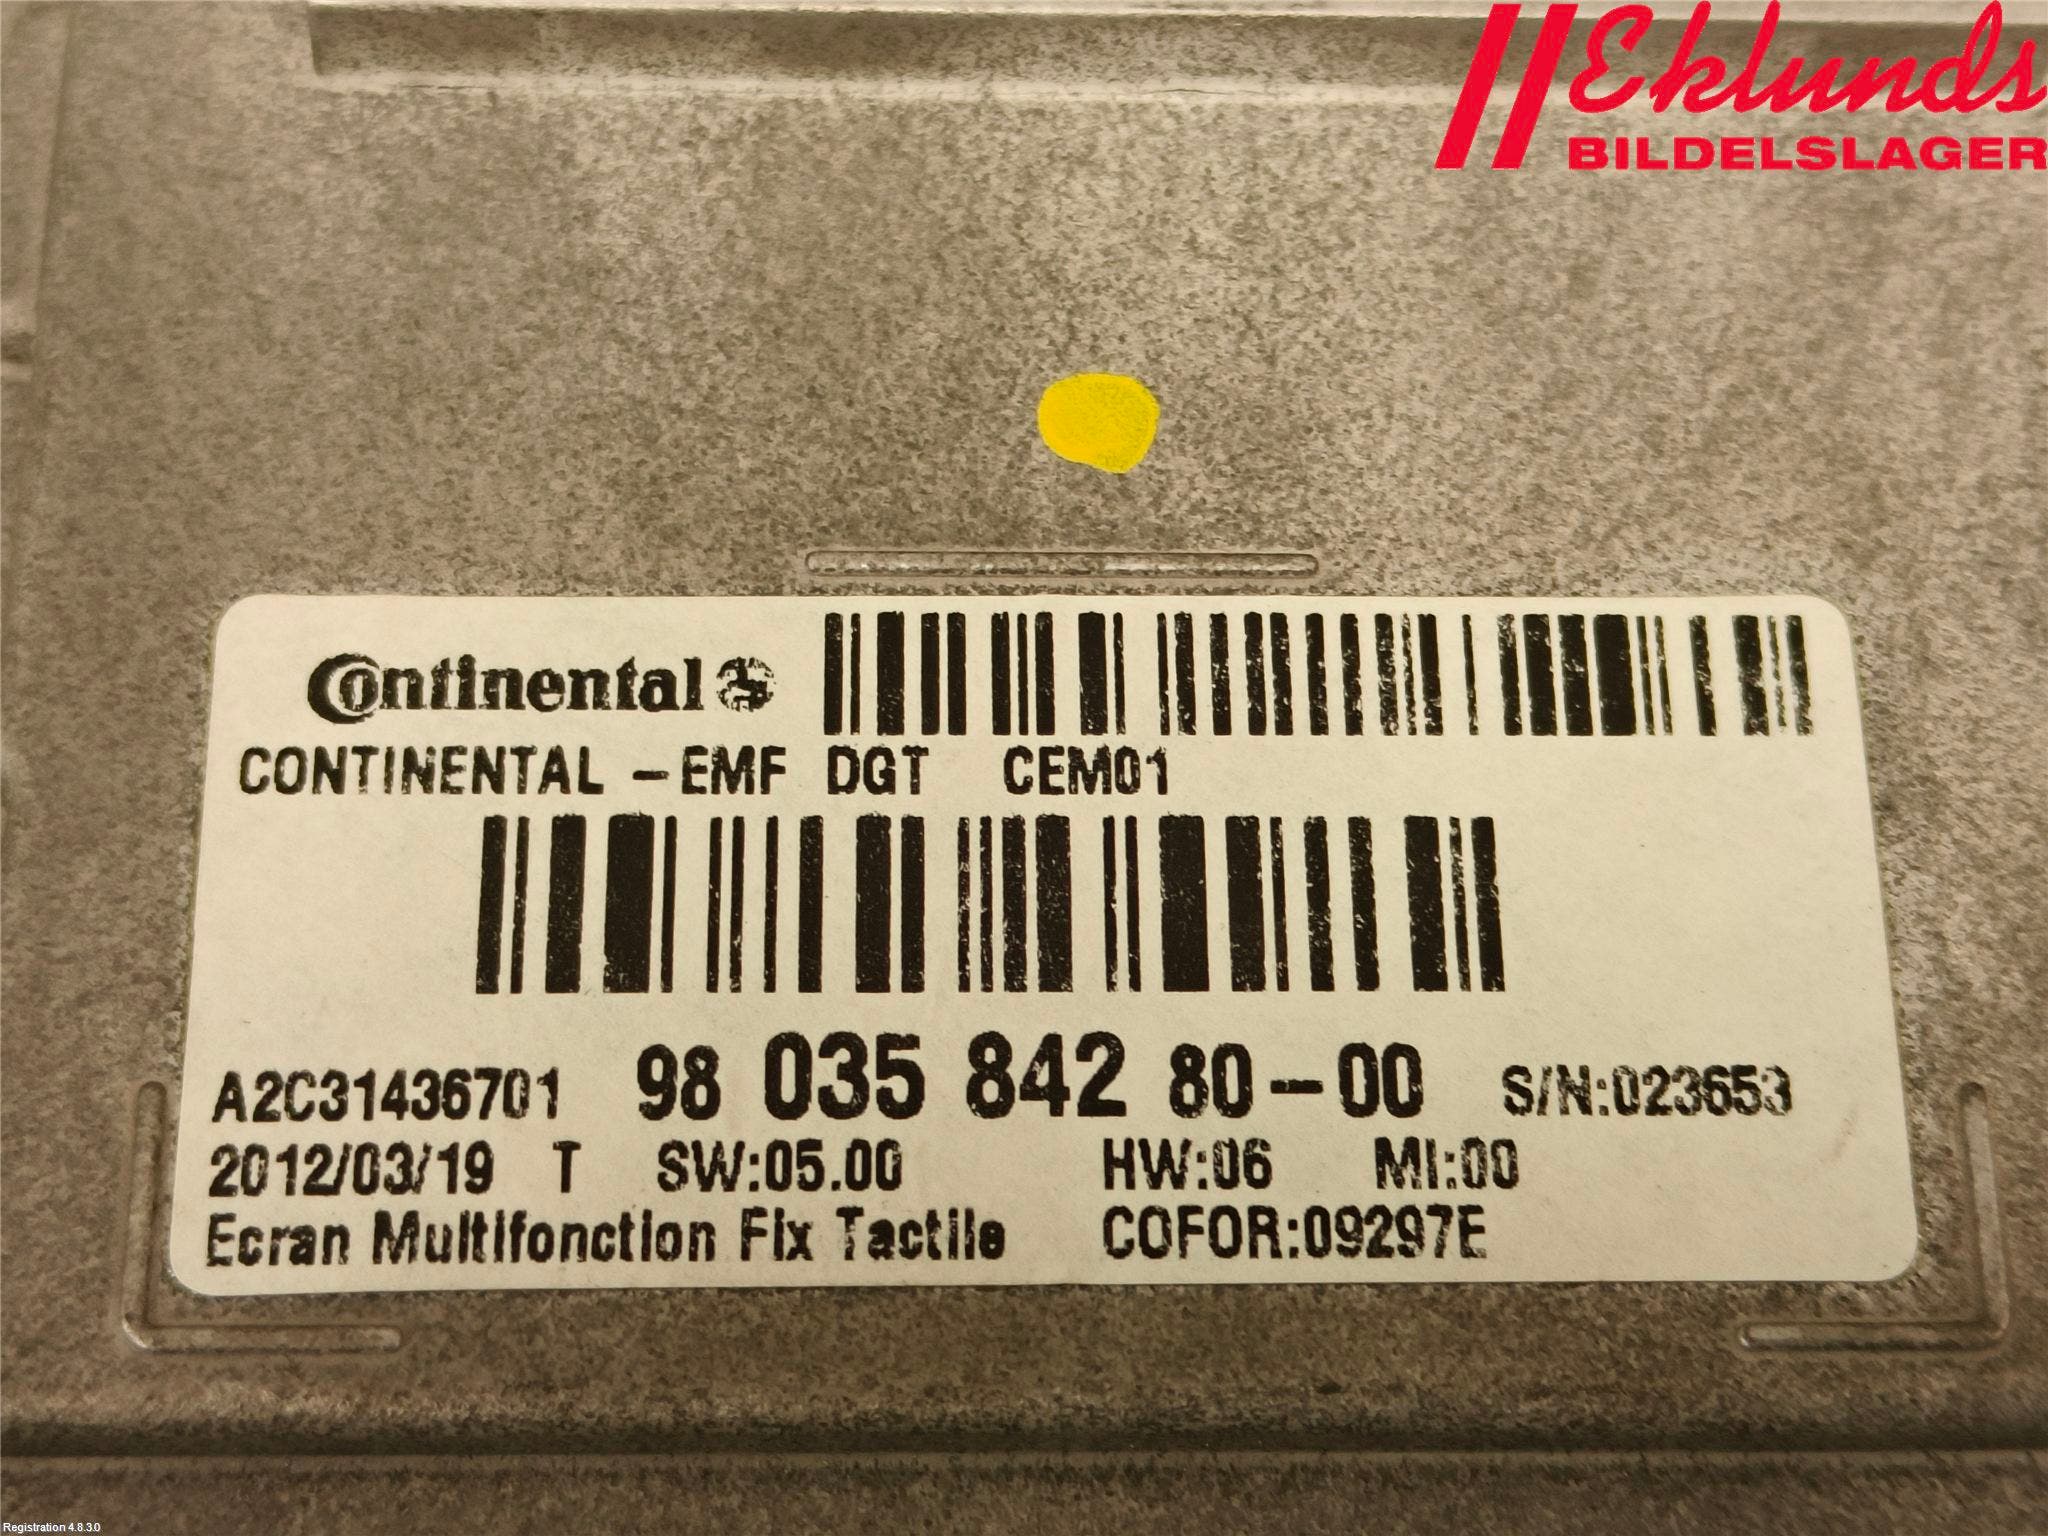 Eklunds
BILDELSLAGER
Continental
CONTINENTAL -EMF DGT CEM01
A2C31436701 98 035 842 80-00 S/N:023653
2012/03/19 T SW:05.00 HW:06 MI:00
Ecran Multifonction Fix Tactile COFOR:09297E
Registration 4.8.3.0